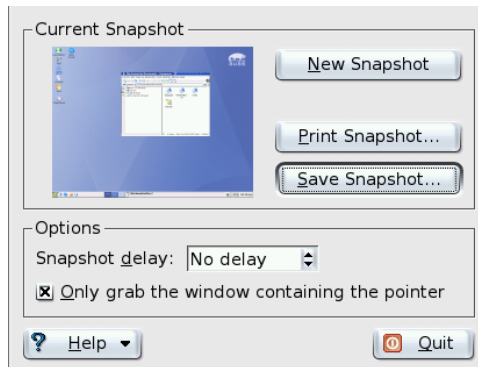 Current Snapshot
New Snapshot
Print Snapshot...
Save Snapshot...
Options
Snapshot delay: No delay
Only grab the window containing the pointer
Help
Quit